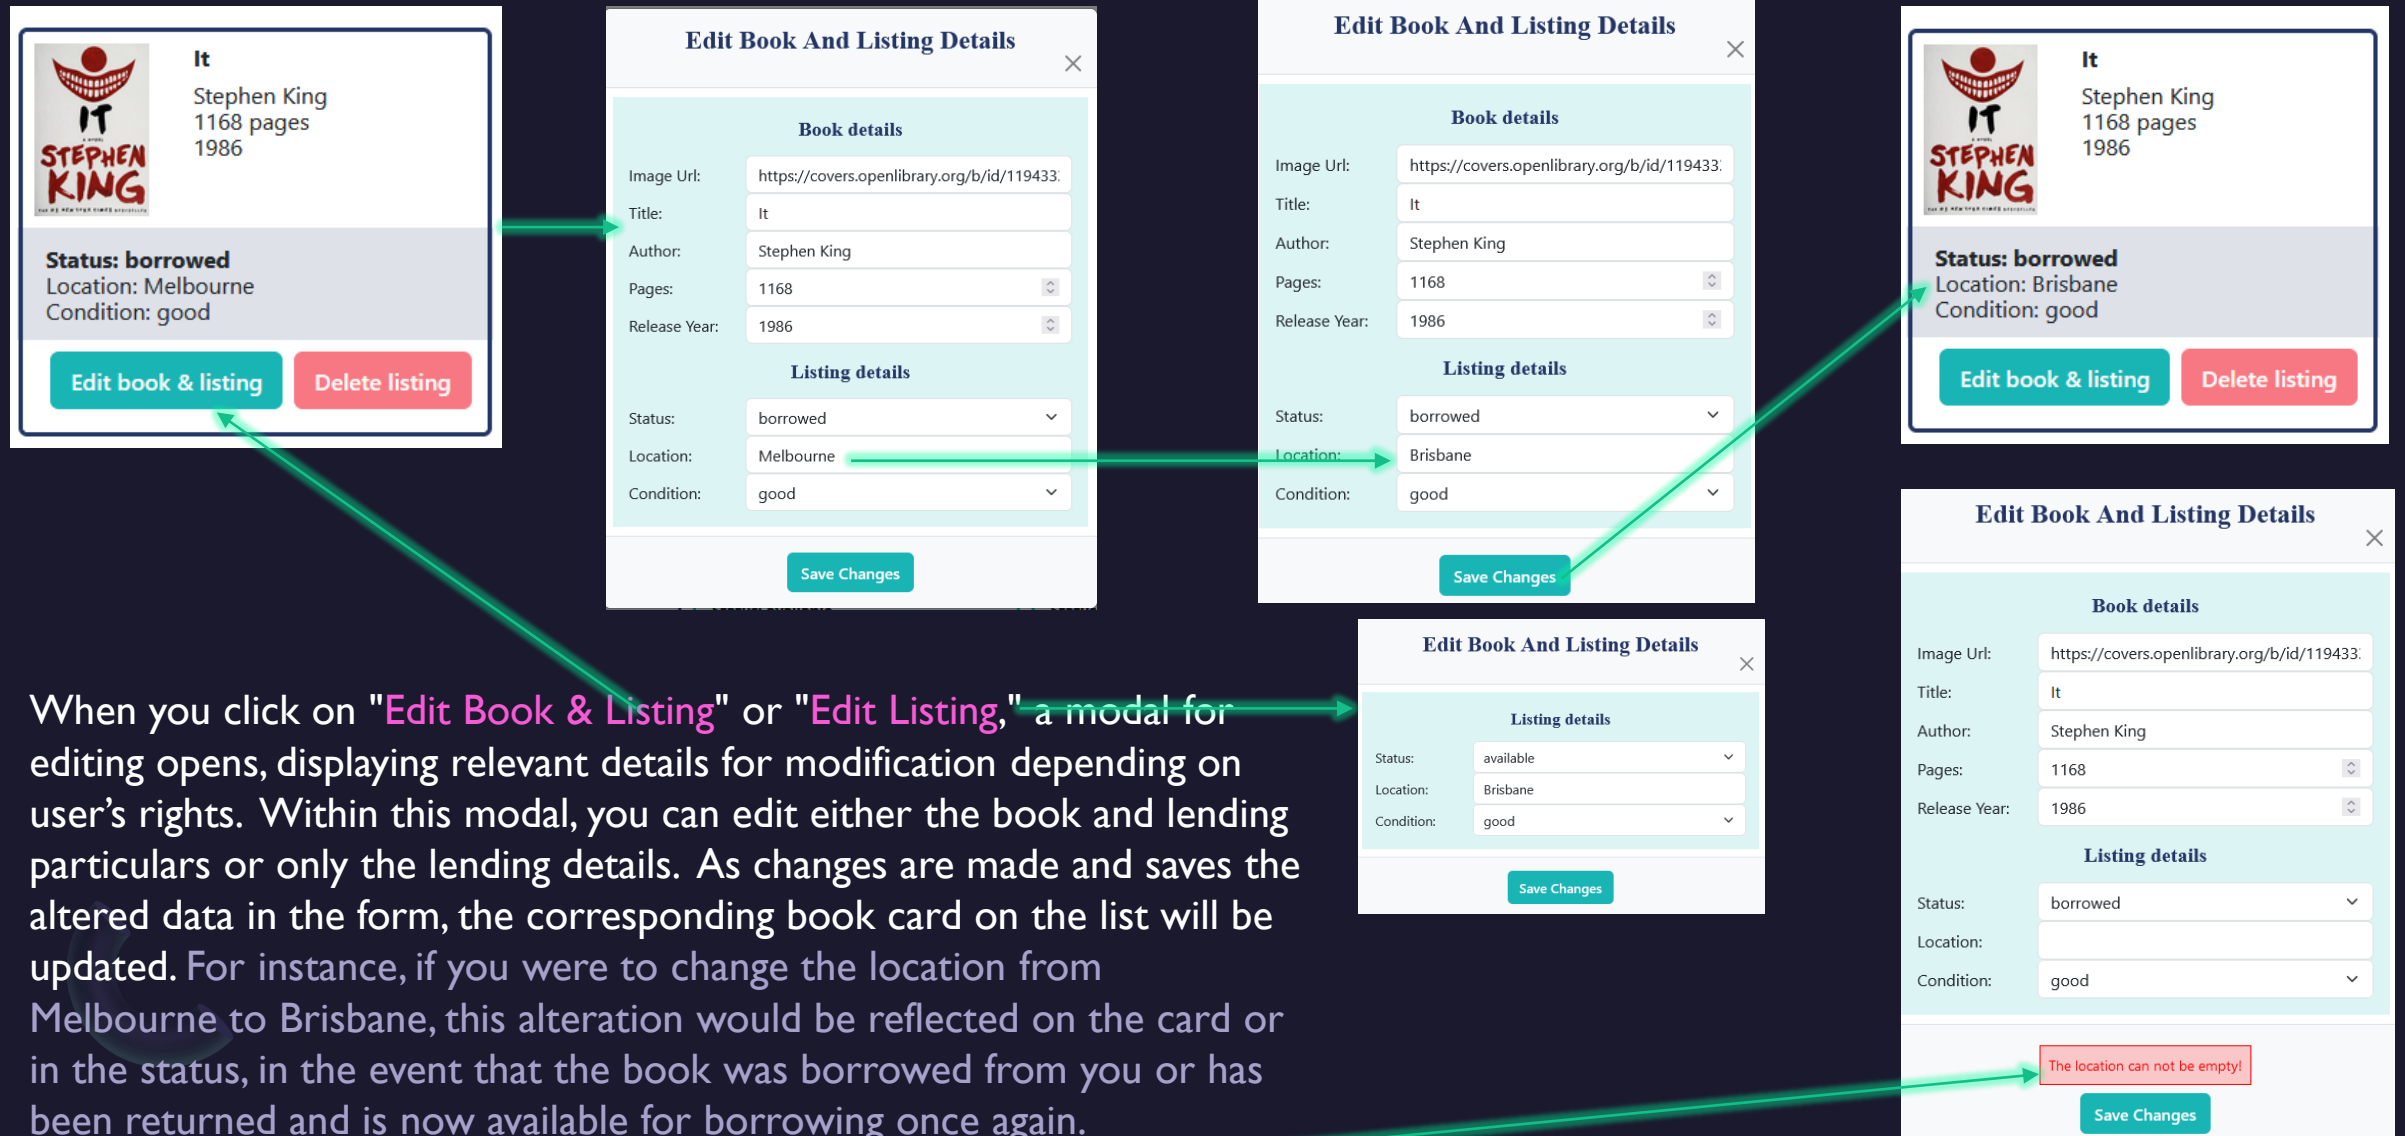 It
Stephen King
1168 pages
1986
IT
A NOVEL
STEPHEN
KING
Status: borrowed
Location: Melbourne
Condition: good
Edit book & listing
Delete listing
Edit Book And Listing Details
Book details
Image Url: https://covers.openlibrary.org/b/id/119433
Title: It
Author: Stephen King
Pages: 1168
Release Year: 1986
Listing details
Status: borrowed
Location: Melbourne
Condition: good
Save Changes
Edit Book And Listing Details
Book details
Image Url: https://covers.openlibrary.org/b/id/119433
Title: It
Author: Stephen King
Pages: 1168
Release Year: 1986
Listing details
Status: borrowed
Location: Brisbane
Condition: good
Save Changes
It
Stephen King
1168 pages
1986
IT
A NOVEL
STEPHEN
KING
Status: borrowed
Location: Brisbane
Condition: good
Edit book & listing
Delete listing
When you click on "Edit Book & Listing" or "Edit Listing," a modal for
editing opens, displaying relevant details for modification depending on
user’s rights. Within this modal, you can edit either the book and lending
particulars or only the lending details. As changes are made and saves the
altered data in the form, the corresponding book card on the list will be
updated. For instance, if you were to change the location from
Melbourne to Brisbane, this alteration would be reflected on the card or
in the status, in the event that the book was borrowed from you or has
been returned and is now available for borrowing once again.
Edit Book And Listing Details
Listing details
Status: available
Location: Brisbane
Condition: good
Save Changes
Edit Book And Listing Details
Book details
Image Url: https://covers.openlibrary.org/b/id/119433
Title: It
Author: Stephen King
Pages: 1168
Release Year: 1986
Listing details
Status: borrowed
Location:
Condition: good
The location can not be empty!
Save Changes